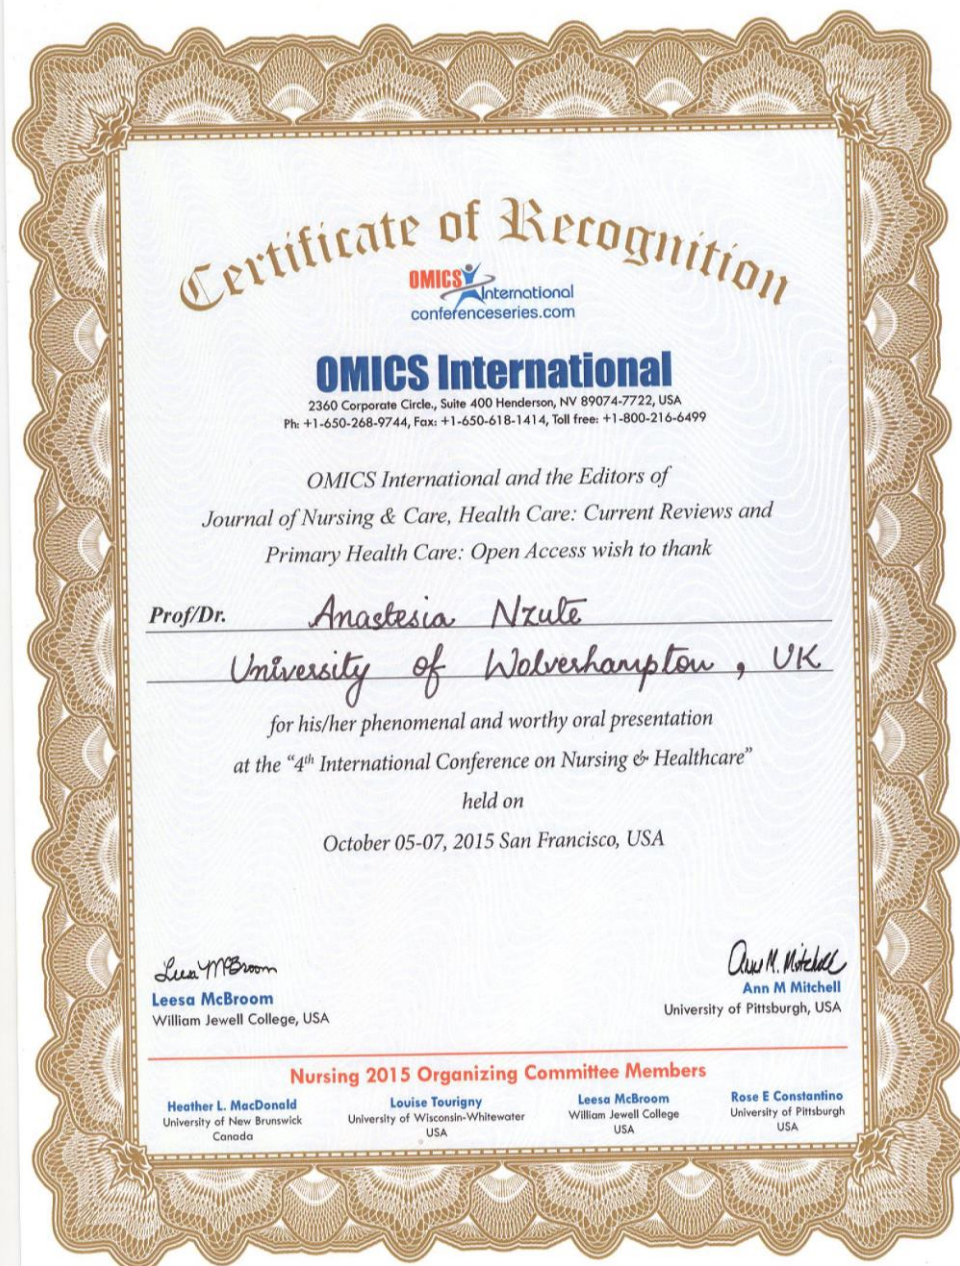 Certificate of Recognition
OMICS International
conferenceseries.com
OMICS International
2360 Corporate Circle., Suite 400 Henderson, NV 89074-7722, USA
Ph: +1-650-268-9744, Fax: +1-650-618-1414, Toll free: +1-800-216-6499
OMICS International and the Editors of
Journal of Nursing & Care, Health Care: Current Reviews and
Primary Health Care: Open Access wish to thank
Prof/Dr. Anastesia Nzute
University of Wolverhampton, UK
for his/her phenomenal and worthy oral presentation
at the “4th International Conference on Nursing & Healthcare”
held on
October 05-07, 2015 San Francisco, USA
Leesa McBroom
Leesa McBroom
William Jewell College, USA
Ann M. Mitchell
Ann M Mitchell
University of Pittsburgh, USA
Nursing 2015 Organizing Committee Members
Heather L. MacDonald
University of New Brunswick
Canada
Louise Tourigny
University of Wisconsin-Whitewater
USA
Leesa McBroom
William Jewell College
USA
Rose E Constantino
University of Pittsburgh
USA